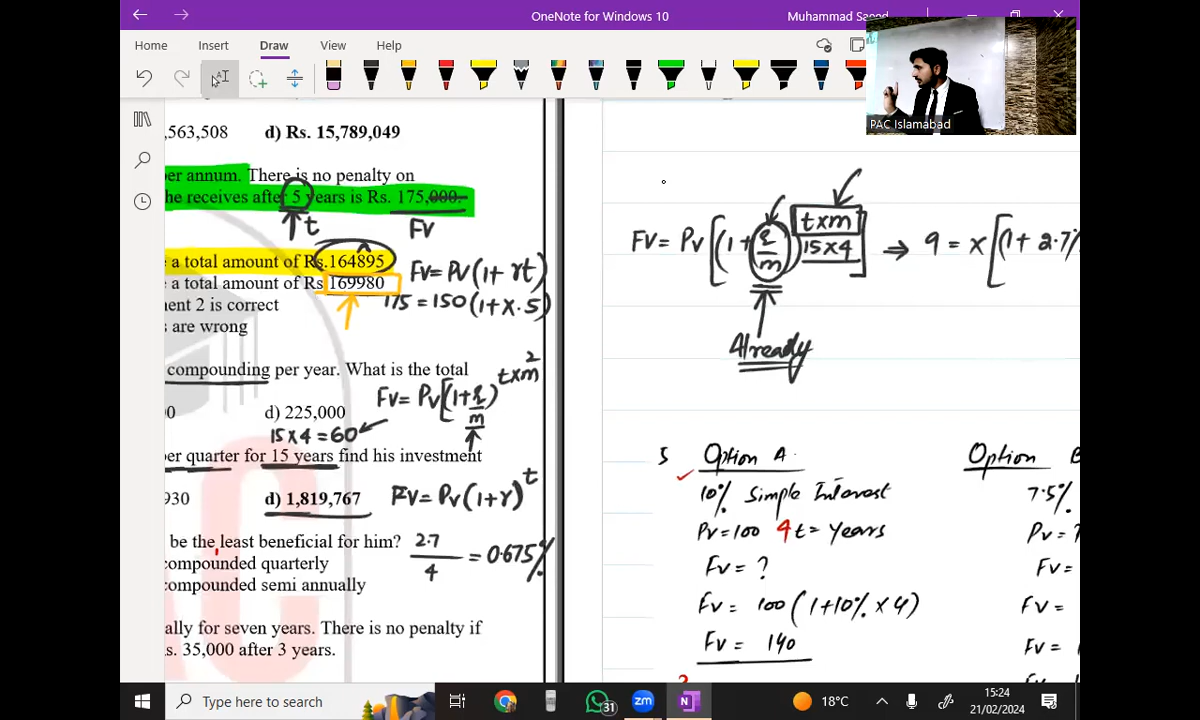 OneNote for Windows 10
Muhammad Saeed
Home Insert Draw View Help
PAC Islamabad
,563,508 d) Rs. 15,789,049
er annum. There is no penalty on
he receives after 5 years is Rs. 175,000.
t FV
e a total amount of Rs.164895
e a total amount of Rs 169980
ent 2 is correct
s are wrong
FV= PV(1+ rt)
175 = 150 (1+ x . 5)
compounding per year. What is the total
0 d) 225,000
FV= PV[1+r/m]^txm
2
15 x 4 = 60
er quarter for 15 years find his investment
930 d) 1,819,767
FV= PV (1+r)^t
be the least beneficial for him?
compounded quarterly
compounded semi annually
2.7/4 = 0.675%
ally for seven years. There is no penalty if
s. 35,000 after 3 years.
FV= PV[(1+ r/m)^txm]
15x4
⇒ 9 = x[(1+ 2.7%
Already
5 Option A
10% Simple Interest
PV=100 4 t= Years
FV= ?
FV= 100 (1+10% x 4)
FV= 140
Option B
7.5%
PV= ?
FV=
FV=
FV=
Type here to search
31
zm
18°C
15:24
21/02/2024